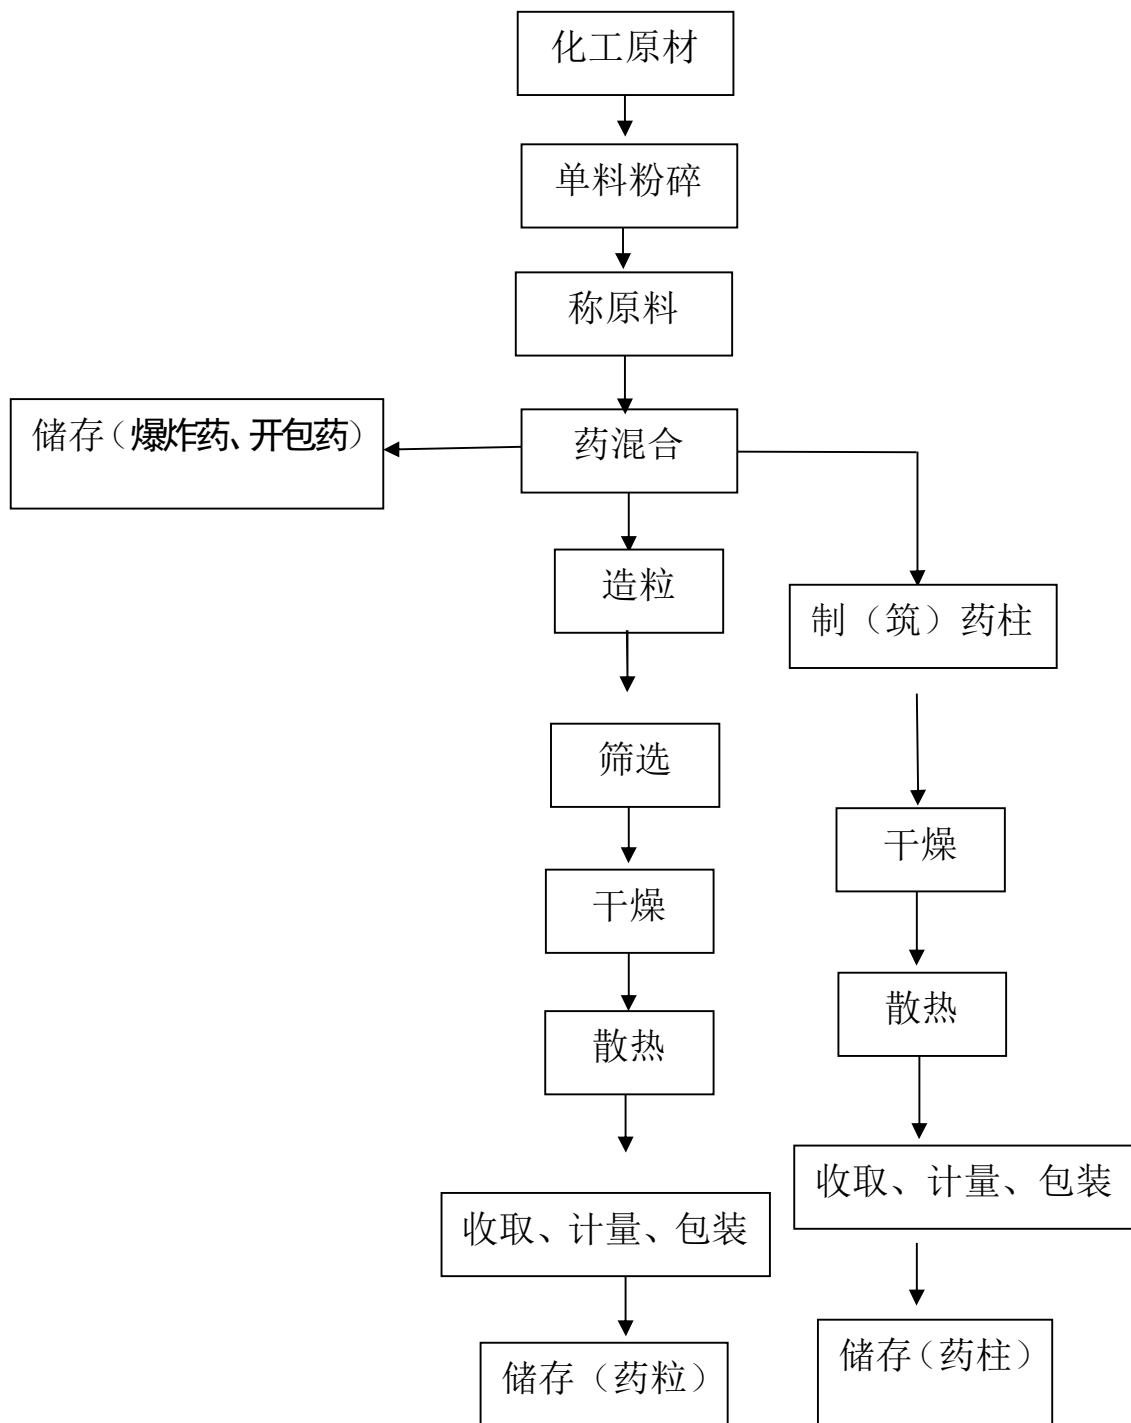 化工原材
单料粉碎
称原料
储存（爆炸药、开包药）
药混合
造粒
制（筑）药柱
筛选
干燥
干燥
散热
散热
收取、计量、包装
收取、计量、包装
储存（药粒）
储存（药柱）